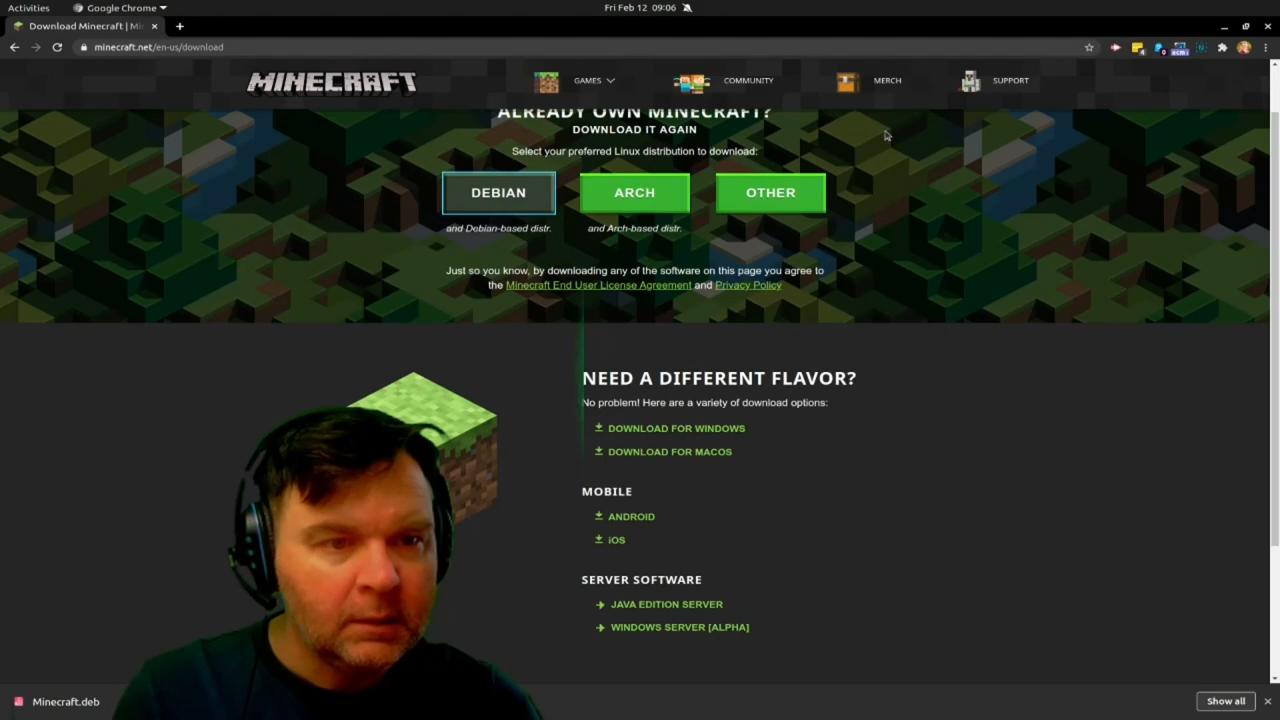 Activities
Google Chrome
Fri Feb 12 09:06
Download Minecraft | Mi
minecraft.net/en-us/download
MINECRAFT
GAMES
COMMUNITY
MERCH
SUPPORT
ALREADY OWN MINECRAFT?
DOWNLOAD IT AGAIN
Select your preferred Linux distribution to download:
DEBIAN
ARCH
OTHER
and Debian-based distr.
and Arch-based distr.
Just so you know, by downloading any of the software on this page you agree to
the Minecraft End User License Agreement and Privacy Policy
NEED A DIFFERENT FLAVOR?
No problem! Here are a variety of download options:
DOWNLOAD FOR WINDOWS
DOWNLOAD FOR MACOS
MOBILE
ANDROID
iOS
SERVER SOFTWARE
JAVA EDITION SERVER
WINDOWS SERVER [ALPHA]
Minecraft.deb
Show all